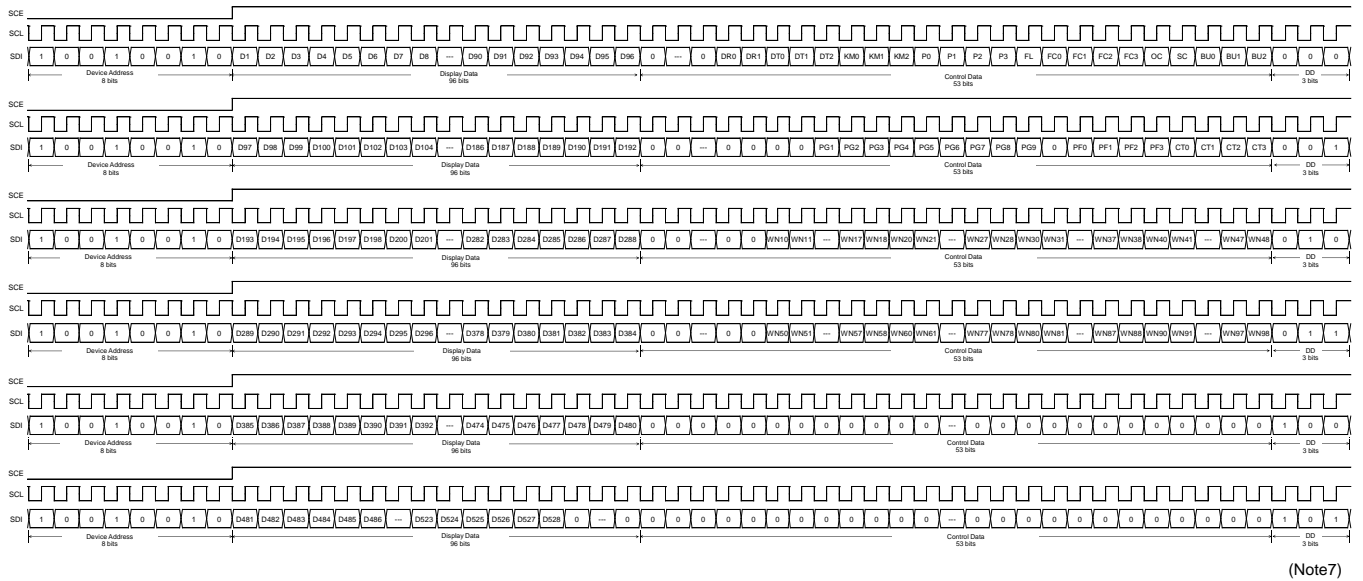 SCE
SCL
SDI 1 0 0 1 0 0 1 0 D1 D2 D3 D4 D5 D6 D7 D8 --- D90 D91 D92 D93 D94 D95 D96 0 --- 0 DR0 DR1 DT0 DT1 DT2 KM0 KM1 KM2 P0 P1 P2 P3 FL FC0 FC1 FC2 FC3 OC SC BU0 BU1 BU2 0 0 0
Device Address Display Data Control Data DD
8 bits 96 bits 53 bits 3 bits
SCE
SCL
SDI 1 0 0 1 0 0 1 0 D97 D98 D99 D100 D101 D102 D103 D104 --- D186 D187 D188 D189 D190 D191 D192 0 0 --- 0 0 0 0 PG1 PG2 PG3 PG4 PG5 PG6 PG7 PG8 PG9 0 PF0 PF1 PF2 PF3 CT0 CT1 CT2 CT3 0 0 1
Device Address Display Data Control Data DD
8 bits 96 bits 53 bits 3 bits
SCE
SCL
SDI 1 0 0 1 0 0 1 0 D193 D194 D195 D196 D197 D198 D200 D201 --- D282 D283 D284 D285 D286 D287 D288 0 0 --- 0 0 WN10 WN11 --- WN17 WN18 WN20 WN21 --- WN27 WN28 WN30 WN31 --- WN37 WN38 WN40 WN41 --- WN47 WN48 0 1 0
Device Address Display Data Control Data DD
8 bits 96 bits 53 bits 3 bits
SCE
SCL
SDI 1 0 0 1 0 0 1 0 D289 D290 D291 D292 D293 D294 D295 D296 --- D378 D379 D380 D381 D382 D383 D384 0 0 --- 0 0 WN50 WN51 --- WN57 WN58 WN60 WN61 --- WN77 WN78 WN80 WN81 --- WN87 WN88 WN90 WN91 --- WN97 WN98 0 1 1
Device Address Display Data Control Data DD
8 bits 96 bits 53 bits 3 bits
SCE
SCL
SDI 1 0 0 1 0 0 1 0 D385 D386 D387 D388 D389 D390 D391 D392 --- D474 D475 D476 D477 D478 D479 D480 0 0 0 0 0 0 0 0 0 0 0 0 --- 0 0 0 0 0 0 0 0 0 0 0 0 1 0 0
Device Address Display Data Control Data DD
8 bits 96 bits 53 bits 3 bits
SCE
SCL
SDI 1 0 0 1 0 0 1 0 D481 D482 D483 D484 D485 D486 --- D523 D524 D525 D526 D527 D528 0 --- 0 0 0 0 0 0 0 0 0 0 0 0 0 --- 0 0 0 0 0 0 0 0 0 0 0 0 1 0 1
Device Address Display Data Control Data DD
8 bits 96 bits 53 bits 3 bits
(Note7)